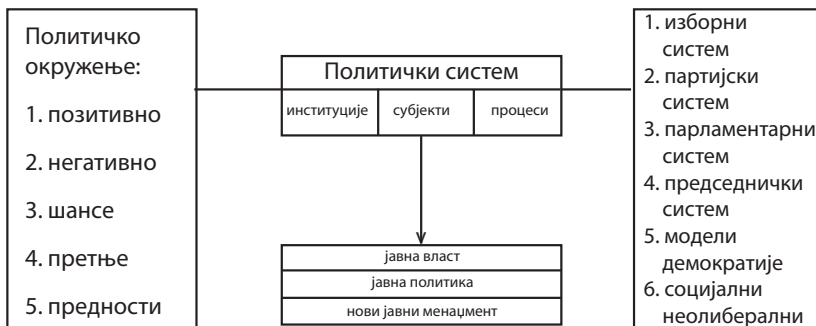 Политичко
окружење:
1. позитивно
2. негативно
3. шансе
4. претње
5. предности
Политички систем
институције
субјекти
процеси
јавна власт
јавна политика
нови јавни менаџмент
1. изборни
систем
2. партијски
систем
3. парламентарни
систем
4. председнички
систем
5. модели
демократије
6. социјални
неолиберални